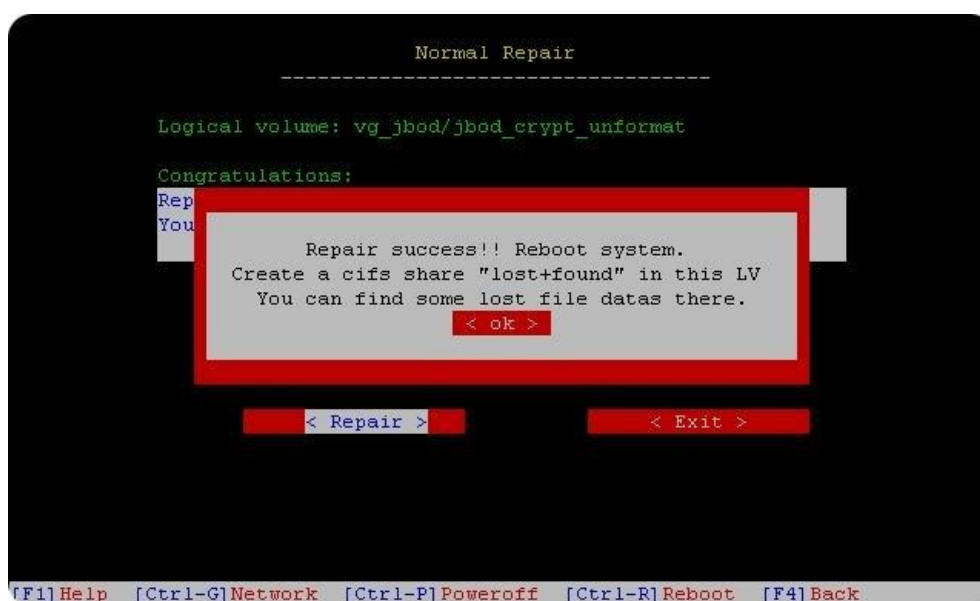 Normal Repair
-----------------------------------
Logical volume: vg_jbod/jbod_crypt_unformat
Congratulations:
Rep
You
Repair success!! Reboot system.
Create a cifs share "lost+found" in this LV
You can find some lost file datas there.
< ok >
< Repair > < Exit >
[F1]Help [Ctrl-G]Network [Ctrl-P]Poweroff [Ctrl-R]Reboot [F4]Back